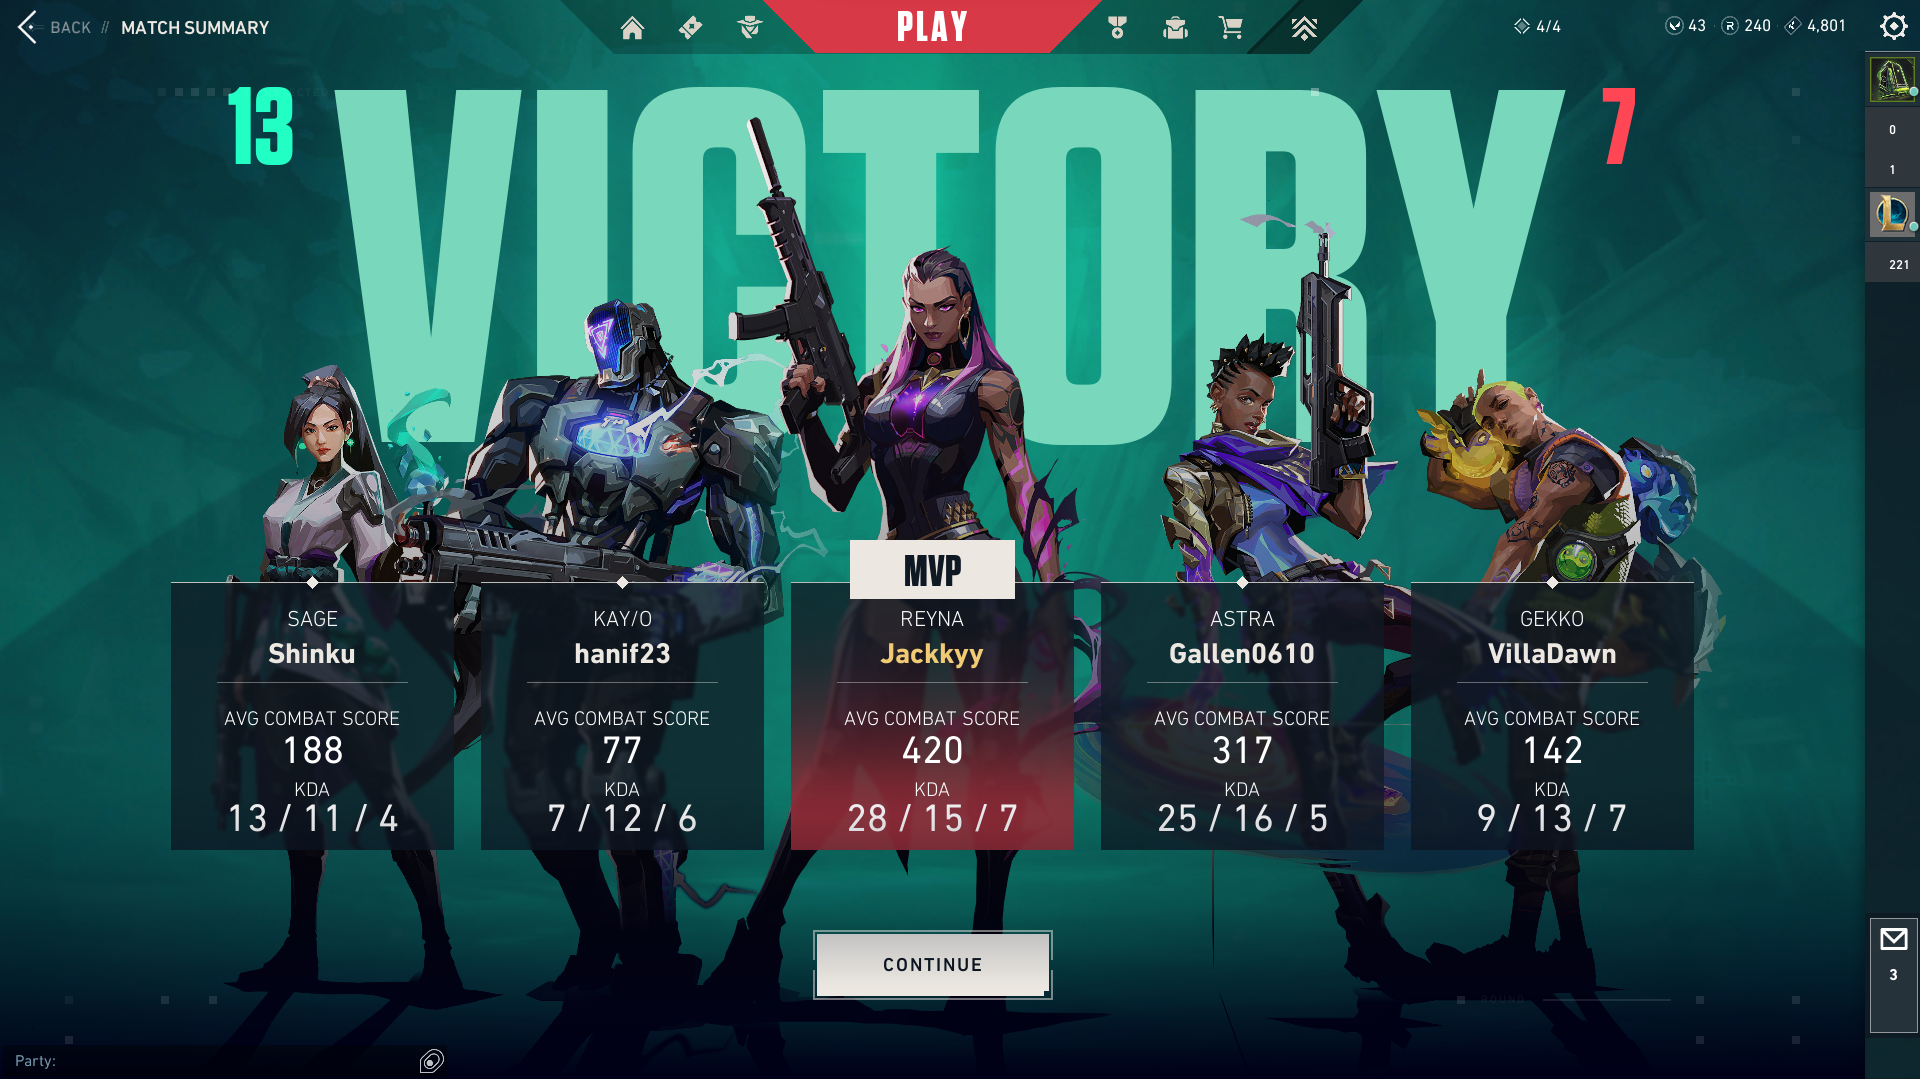 BACK // MATCH SUMMARY
PLAY
4/4
43
240
4,801
13
VICTORY
7
0
1
221
MVP
SAGE
Shinku
AVG COMBAT SCORE
188
KDA
13 / 11 / 4
KAY/O
hanif23
AVG COMBAT SCORE
77
KDA
7 / 12 / 6
REYNA
Jackkyy
AVG COMBAT SCORE
420
KDA
28 / 15 / 7
ASTRA
Gallen0610
AVG COMBAT SCORE
317
KDA
25 / 16 / 5
GEKKO
VillaDawn
AVG COMBAT SCORE
142
KDA
9 / 13 / 7
CONTINUE
3
ROUND
Party: